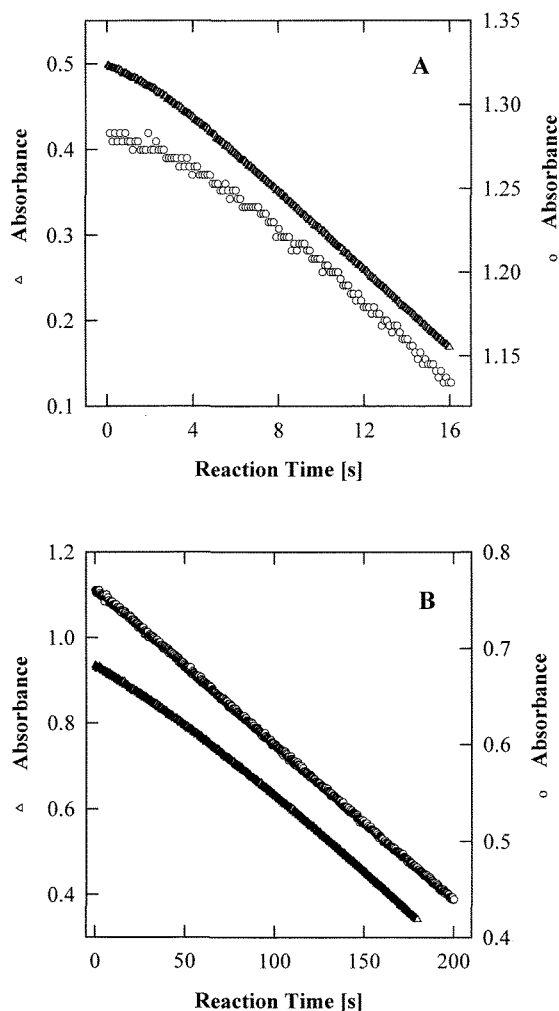 A
0.5
0.4
0.3
0.2
0.1
1.35
1.30
1.25
1.20
1.15
△ Absorbance
○ Absorbance
0 4 8 12 16
Reaction Time [s]
B
1.2
1.0
0.8
0.6
0.4
0.8
0.7
0.6
0.5
0.4
△ Absorbance
○ Absorbance
0 50 100 150 200
Reaction Time [s]